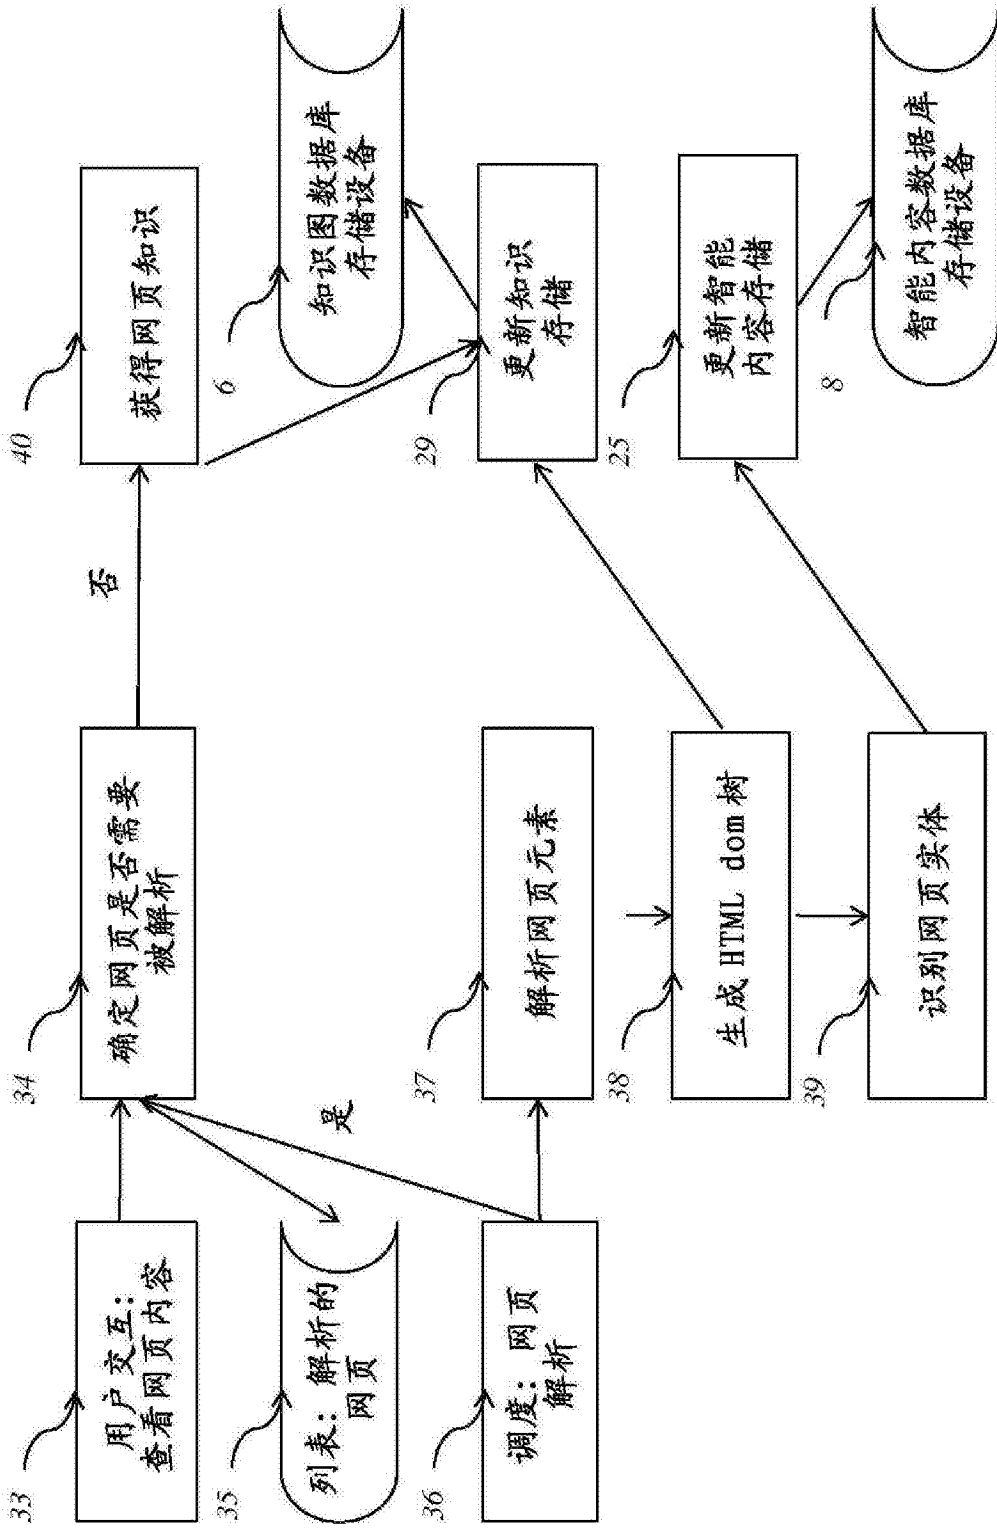 33
用户交互：
查看网页内容
34
确定网页是否需要
被解析
否
40
获得网页知识
35
列表：解析的
网页
是
6
知识图数据库
存储设备
36
调度：网页
解析
37
解析网页元素
29
更新知识
存储
38
生成 HTML dom 树
25
更新智能
内容存储
39
识别网页实体
8
智能内容数据库
存储设备